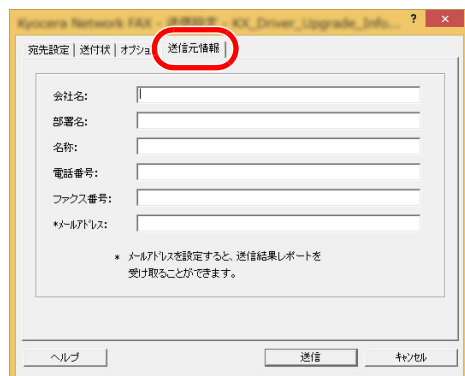 Kyocera Network FAX - 送信設定 - KX_Driver_Upgrade_Info...
?
×
宛先設定 送付状 オプショ 送信元情報
会社名:
部署名:
名称:
電話番号:
ファクス番号:
*メールアドレス:
* メールアドレスを設定すると、送信結果レポートを
受け取ることができます。
ヘルプ 送信 キャンセル